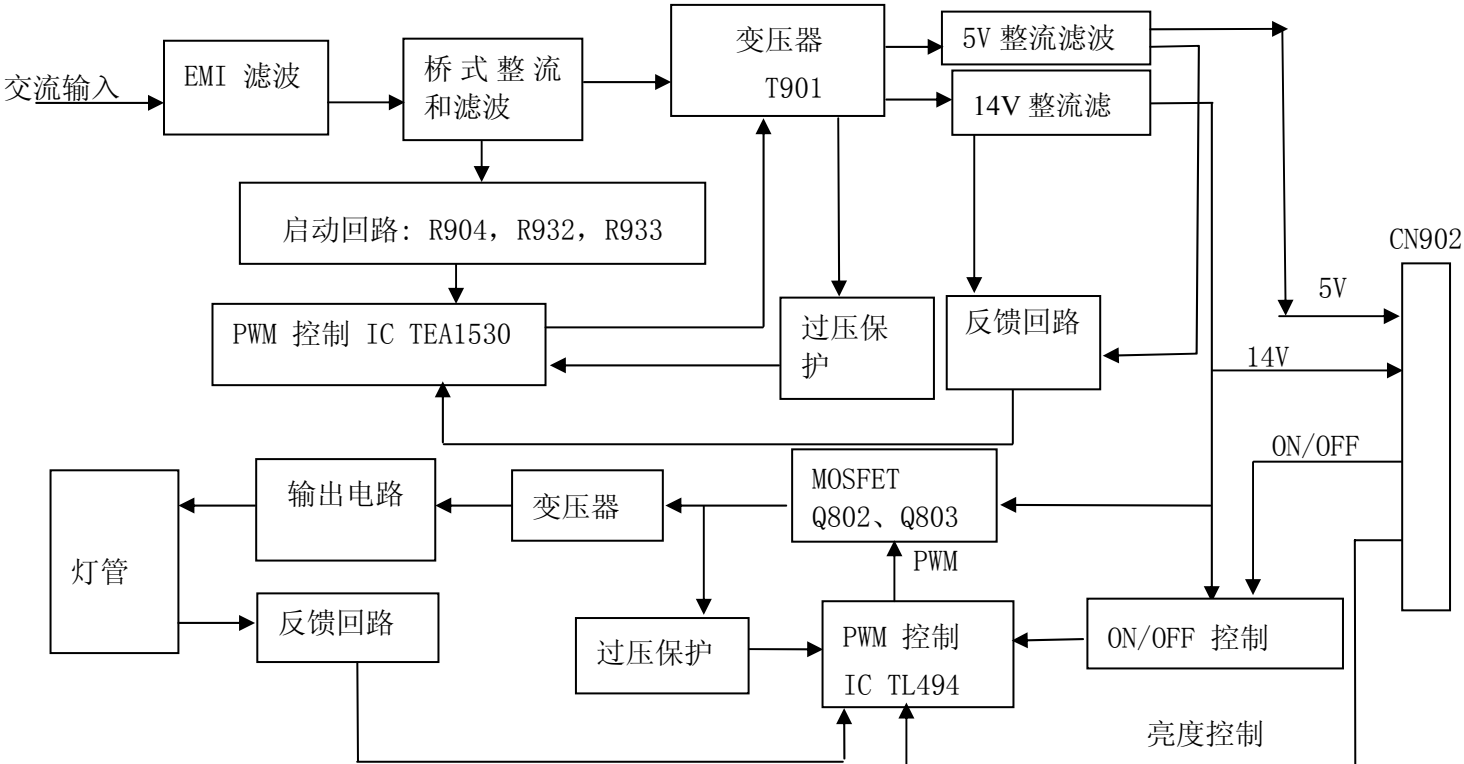 交流输入
EMI 滤波
桥式整流
和滤波
变压器
T901
5V 整流滤波
14V 整流滤
启动回路: R904, R932, R933
CN902
PWM 控制 IC TEA1530
过压保
护
反馈回路
5V
14V
ON/OFF
灯管
输出电路
变压器
MOSFET
Q802、Q803
PWM
反馈回路
过压保护
PWM 控制
IC TL494
ON/OFF 控制
亮度控制